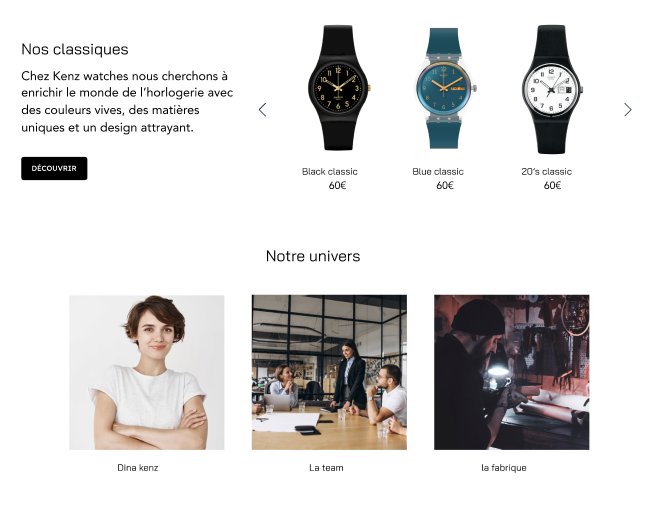 Nos classiques
Chez Kenz watches nous cherchons à
enrichir le monde de l'horlogerie avec
des couleurs vives, des matières
uniques et un design attrayant.
DÉCOUVRIR
Black classic
60€
Blue classic
60€
20's classic
60€
Notre univers
Dina kenz
La team
la fabrique